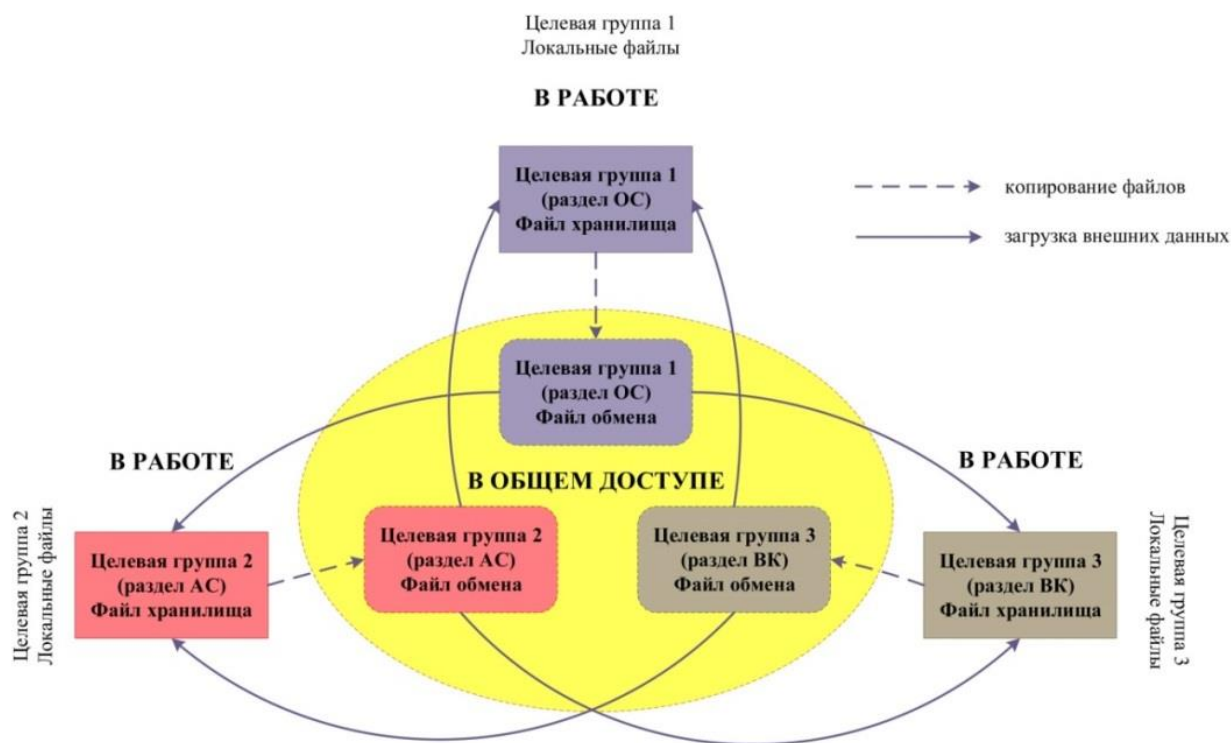 Целевая группа 1
Локальные файлы
В РАБОТЕ
Целевая группа 1
(раздел ОС)
Файл хранилища
копирование файлов
загрузка внешних данных
Целевая группа 1
(раздел ОС)
Файл обмена
В РАБОТЕ
В ОБЩЕМ ДОСТУПЕ
В РАБОТЕ
Целевая группа 2
Локальные файлы
Целевая группа 2
(раздел АС)
Файл хранилища
Целевая группа 2
(раздел АС)
Файл обмена
Целевая группа 3
(раздел ВК)
Файл обмена
Целевая группа 3
(раздел ВК)
Файл хранилища
Целевая группа 3
Локальные файлы